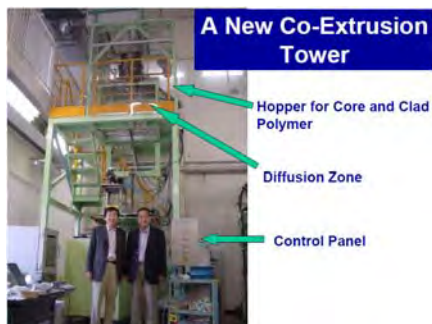 A New Co-Extrusion
Tower
Hopper for Core and Clad
Polymer
Diffusion Zone
Control Panel